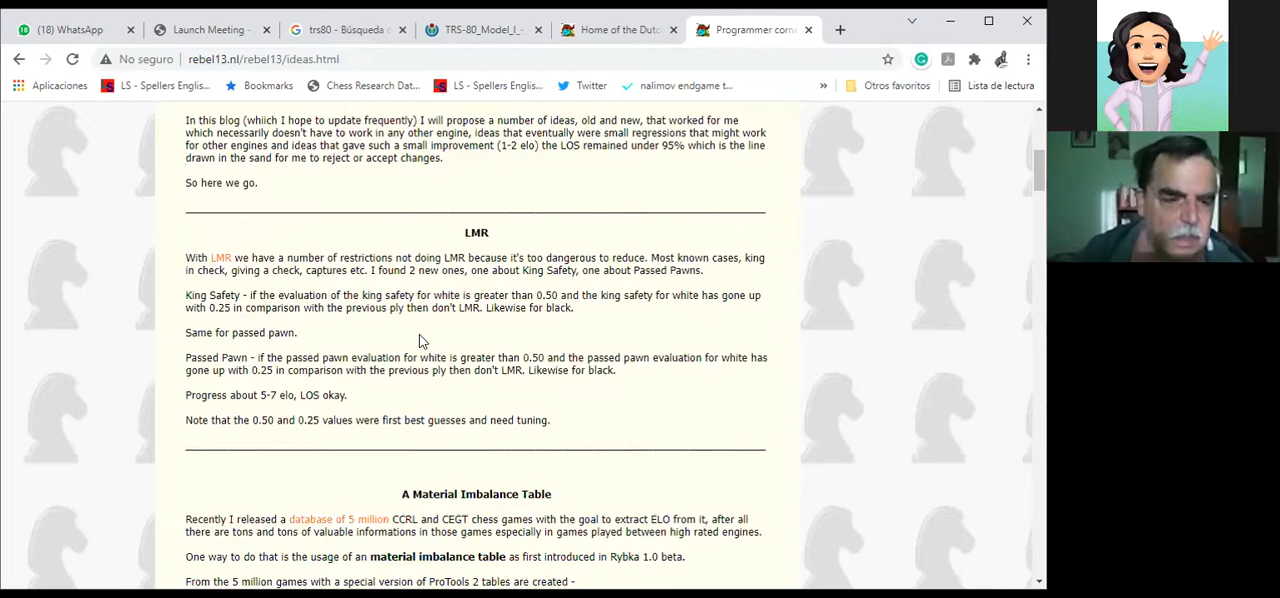 (18) WhatsApp
Launch Meeting -
trs80 - Búsqueda
TRS-80_Model_I_-
Home of the Dutc
Programmer corne
No seguro
rebel13.nl/rebel13/ideas.html
Aplicaciones
LS - Spellers Englis...
Bookmarks
Chess Research Dat...
LS - Spellers Englis...
Twitter
nalimov endgame t...
»
Otros favoritos
Lista de lectura
In this blog (whiich I hope to update frequently) I will propose a number of ideas, old and new, that worked for me
which necessarily doesn't have to work in any other engine, ideas that eventually were small regressions that might work
for other engines and ideas that gave such a small improvement (1-2 elo) the LOS remained under 95% which is the line
drawn in the sand for me to reject or accept changes.
So here we go.
LMR
With LMR we have a number of restrictions not doing LMR because it's too dangerous to reduce. Most known cases, king
in check, giving a check, captures etc. I found 2 new ones, one about King Safety, one about Passed Pawns.
King Safety - if the evaluation of the king safety for white is greater than 0.50 and the king safety for white has gone up
with 0.25 in comparison with the previous ply then don't LMR. Likewise for black.
Same for passed pawn.
Passed Pawn - if the passed pawn evaluation for white is greater than 0.50 and the passed pawn evaluation for white has
gone up with 0.25 in comparison with the previous ply then don't LMR. Likewise for black.
Progress about 5-7 elo, LOS okay.
Note that the 0.50 and 0.25 values were first best guesses and need tuning.
A Material Imbalance Table
Recently I released a database of 5 million CCRL and CEGT chess games with the goal to extract ELO from it, after all
there are tons and tons of valuable informations in those games especially in games played between high rated engines.
One way to do that is the usage of an material imbalance table as first introduced in Rybka 1.0 beta.
From the 5 million games with a special version of ProTools 2 tables are created -